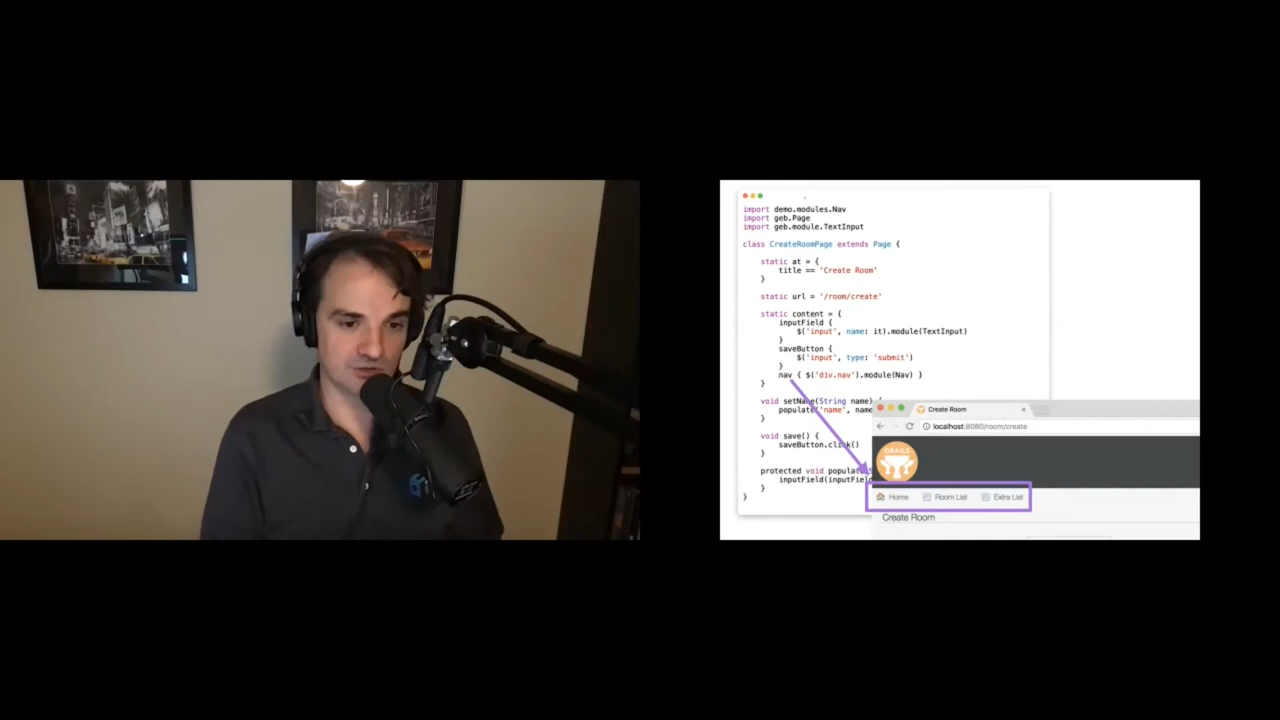 import demo.modules.Nav
import geb.Page
import geb.module.TextInput
class CreateRoomPage extends Page {
static at = {
title == 'Create Room'
}
static url = '/room/create'
static content = {
inputField {
$('input', name: it).module(TextInput)
}
saveButton {
$('input', type: 'submit')
}
nav { $('div.nav').module(Nav) }
}
void setName(String name) {
populate('name', name
}
void save() {
saveButton.click()
}
protected void populate
inputField(inputField
}
}
Create Room
localhost:8080/room/create
GRAILS
Home Room List Extra List
Create Room